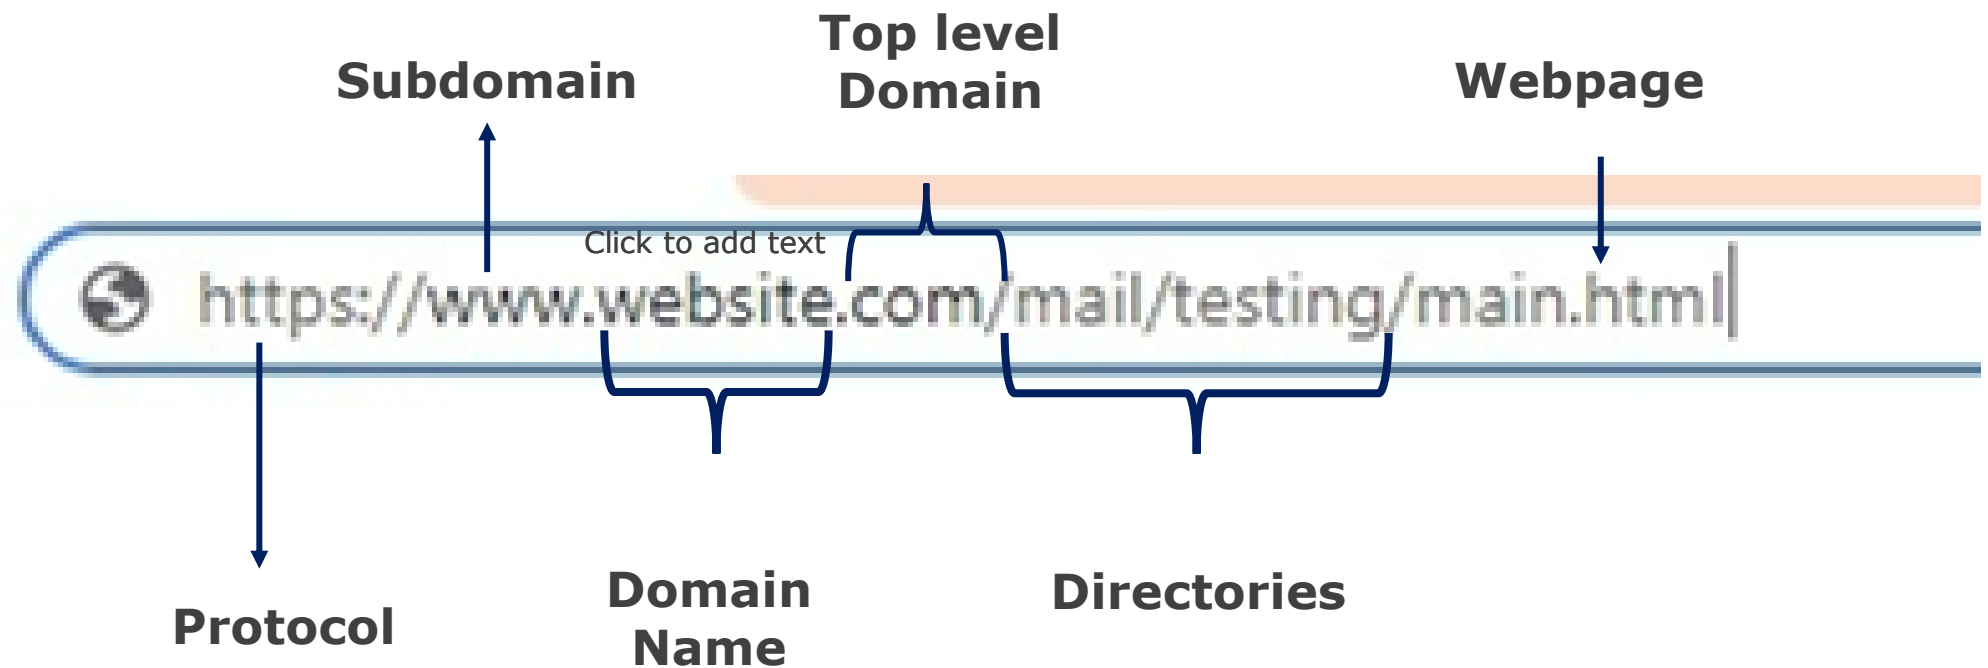 Top level
Domain
Subdomain
Webpage
Click to add text
https://www.website.com/mail/testing/main.html
Domain
Name
Directories
Protocol